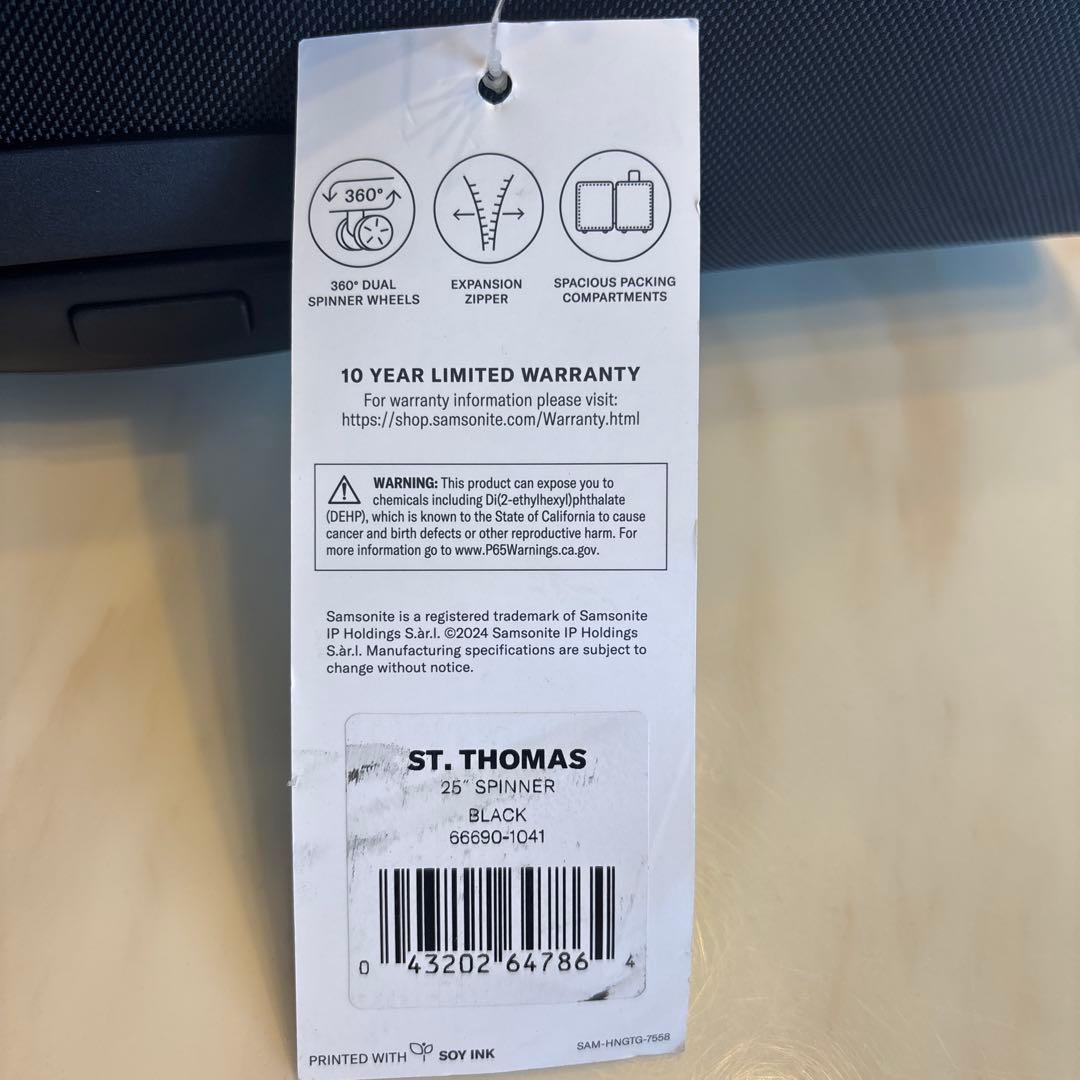 360°
360° DUAL
SPINNER WHEELS
EXPANSION
ZIPPER
SPACIOUS PACKING
COMPARTMENTS
10 YEAR LIMITED WARRANTY
For warranty information please visit:
https://shop.samsonite.com/Warranty.html
WARNING: This product can expose you to
chemicals including Di(2-ethylhexyl)phthalate
(DEHP), which is known to the State of California to cause
cancer and birth defects or other reproductive harm. For
more information go to www.P65Warnings.ca.gov.
Samsonite is a registered trademark of Samsonite
IP Holdings S.àr.l. ©2024 Samsonite IP Holdings
S.àr.l. Manufacturing specifications are subject to
change without notice.
ST. THOMAS
25" SPINNER
BLACK
66690-1041
0 43202 64786 4
PRINTED WITH SOY INK
SAM-HNGTG-7558